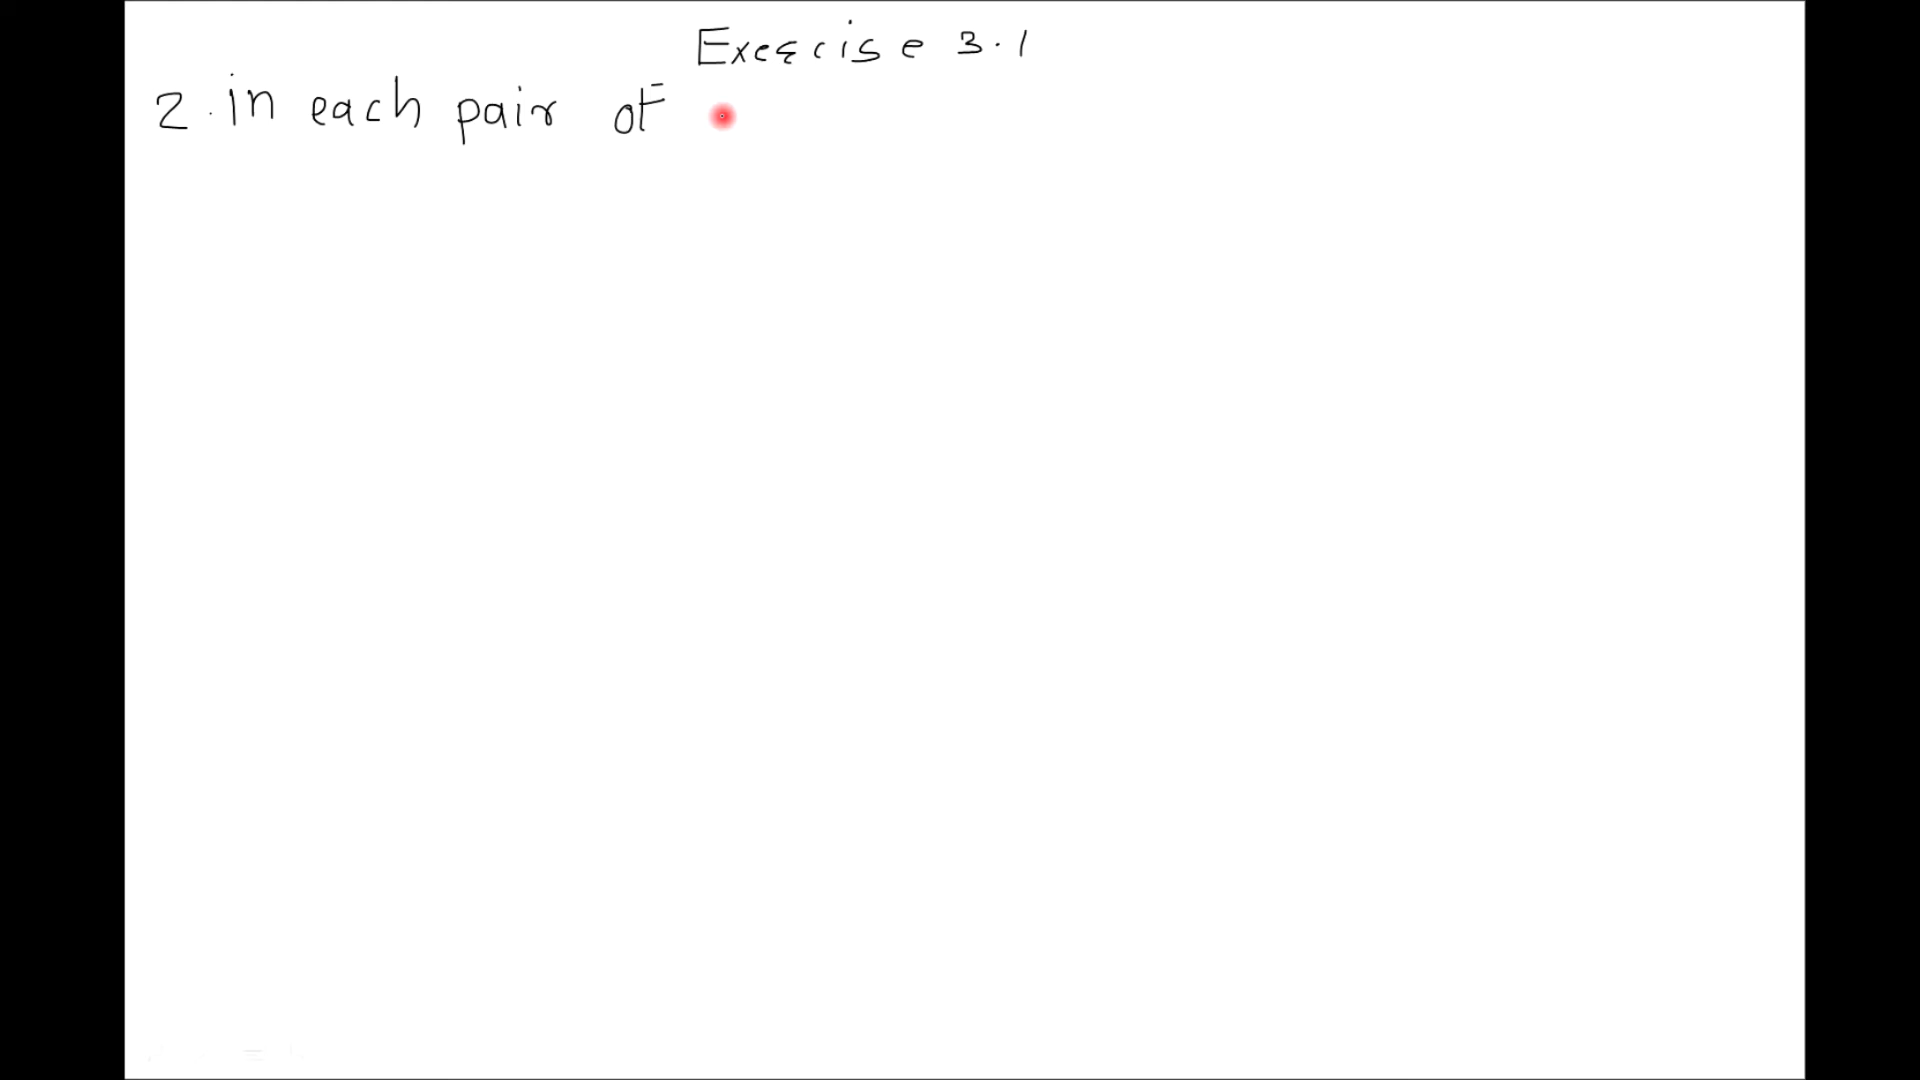 Exercise 3.1
2. in each pair of